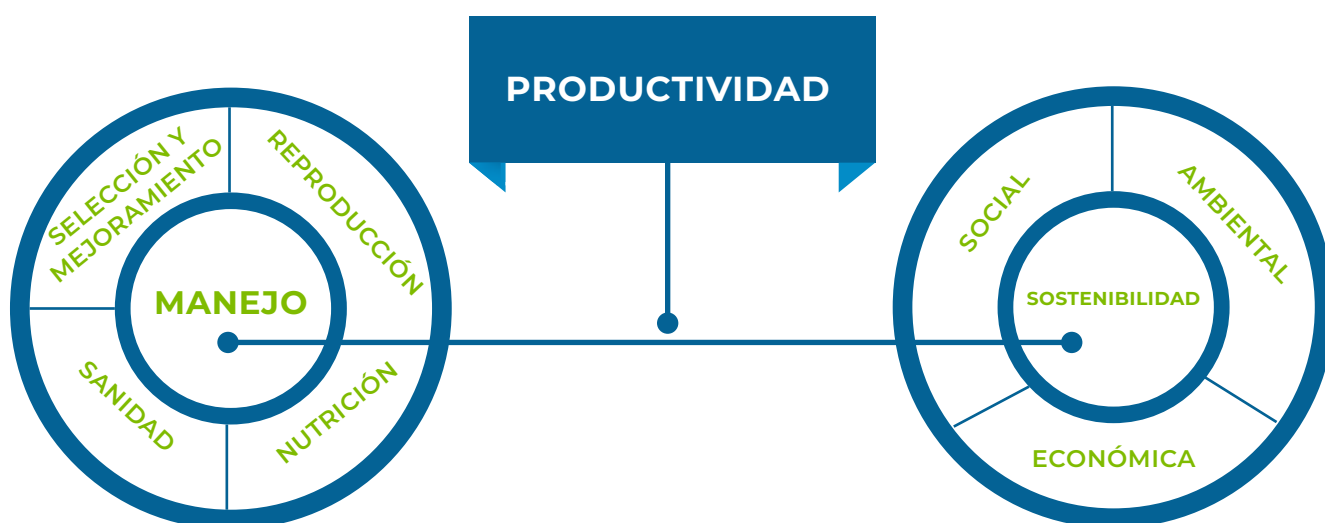 PRODUCTIVIDAD
SELECCIÓN Y
MEJORAMIENTO
REPRODUCCIÓN
MANEJO
SANIDAD
NUTRICIÓN
SOCIAL
AMBIENTAL
SOSTENIBILIDAD
ECONÓMICA